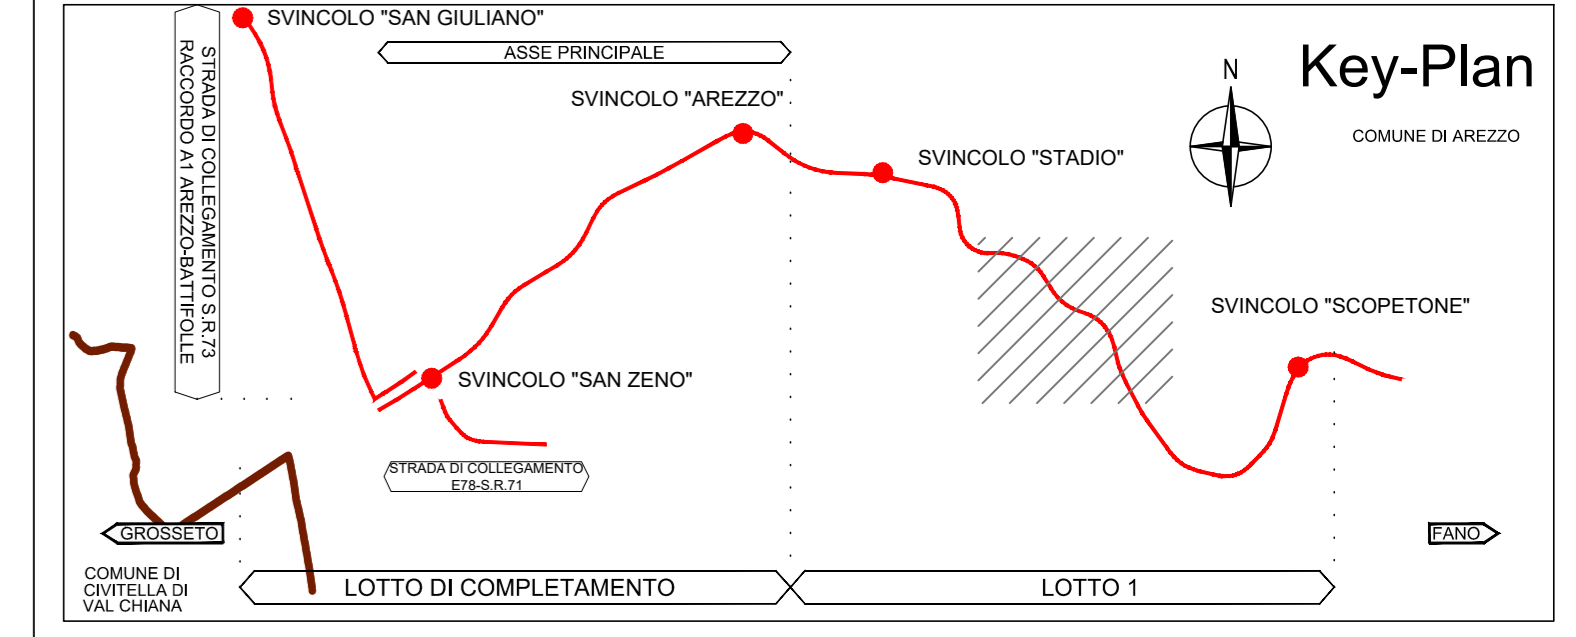 SVINCOLO "SAN GIULIANO"
STRADA DI COLLEGAMENTO S.R.73
RACCORDO A1 AREZZO-BATTIFOLLE
ASSE PRINCIPALE
Key-Plan
N
SVINCOLO "AREZZO"
COMUNE DI AREZZO
SVINCOLO "STADIO"
SVINCOLO "SCOPETONE"
SVINCOLO "SAN ZENO"
STRADA DI COLLEGAMENTO
E78-S.R.71
GROSSETO
FANO
COMUNE DI
CIVITELLA DI
VAL CHIANA
LOTTO DI COMPLETAMENTO
LOTTO 1